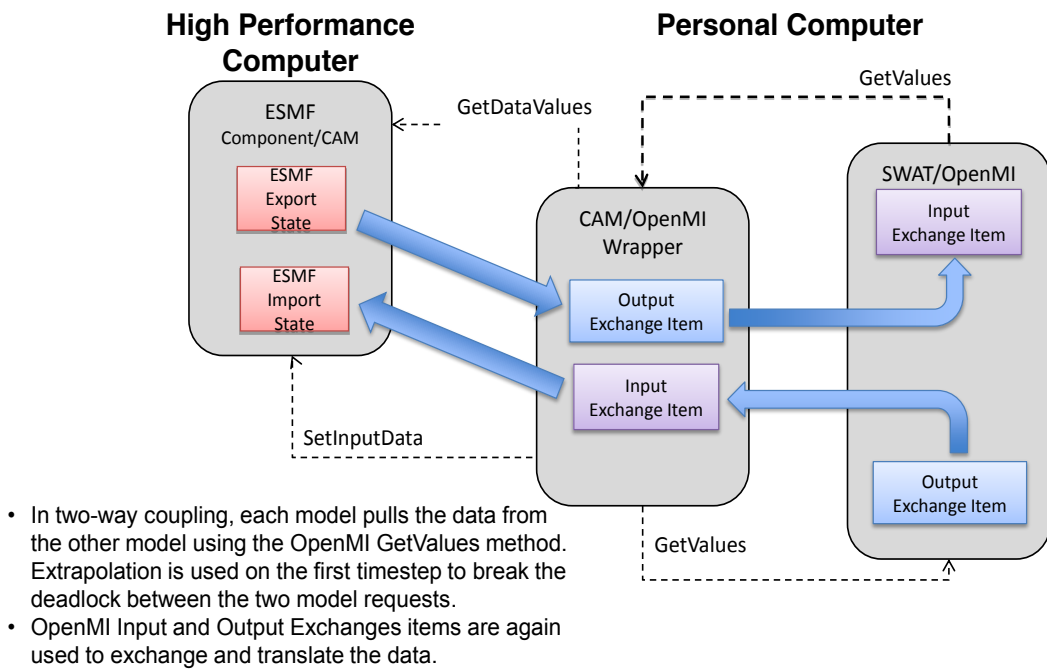 High Performance
Computer
Personal Computer
GetValues
ESMF
Component/CAM
GetDataValues
ESMF
Export
State
ESMF
Import
State
CAM/OpenMI
Wrapper
Output
Exchange Item
Input
Exchange Item
SWAT/OpenMI
Input
Exchange Item
Output
Exchange Item
SetInputData
GetValues
• In two-way coupling, each model pulls the data from
the other model using the OpenMI GetValues method.
Extrapolation is used on the first timestep to break the
deadlock between the two model requests.
• OpenMI Input and Output Exchanges items are again
used to exchange and translate the data.